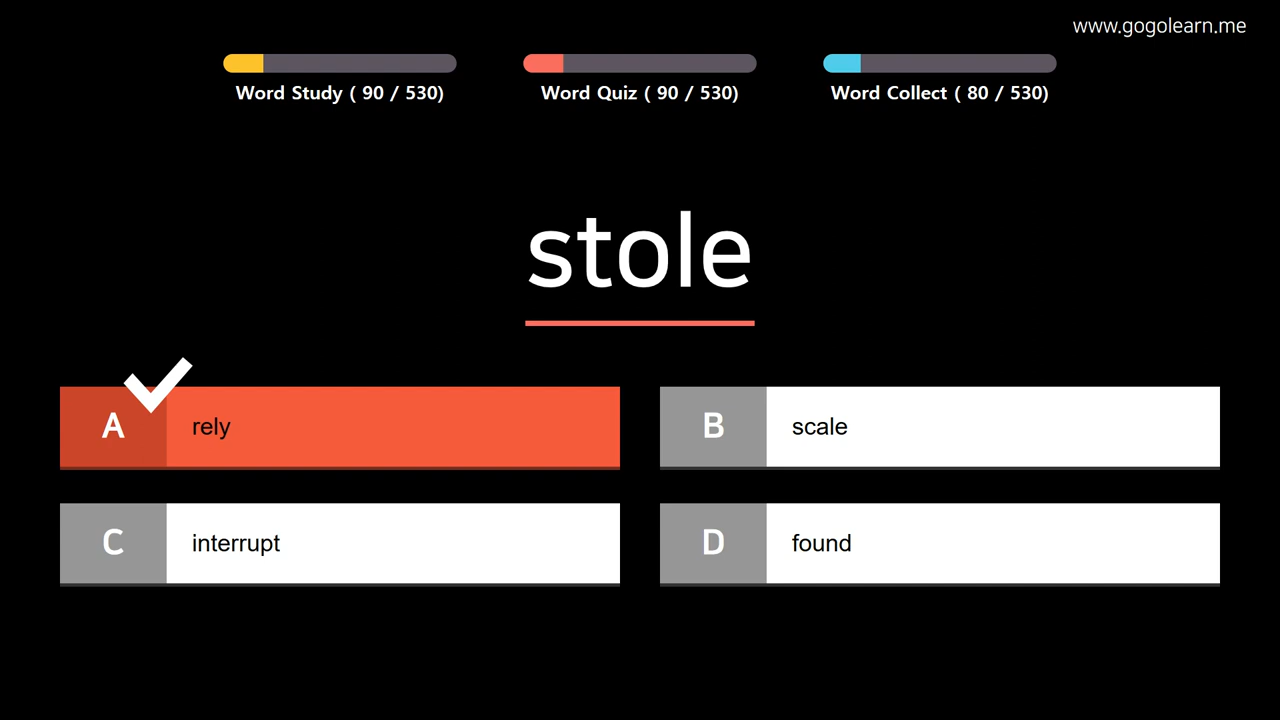 www.gogolearn.me
Word Study ( 90 / 530)
Word Quiz ( 90 / 530)
Word Collect ( 80 / 530)
stole
A rely
B scale
C interrupt
D found